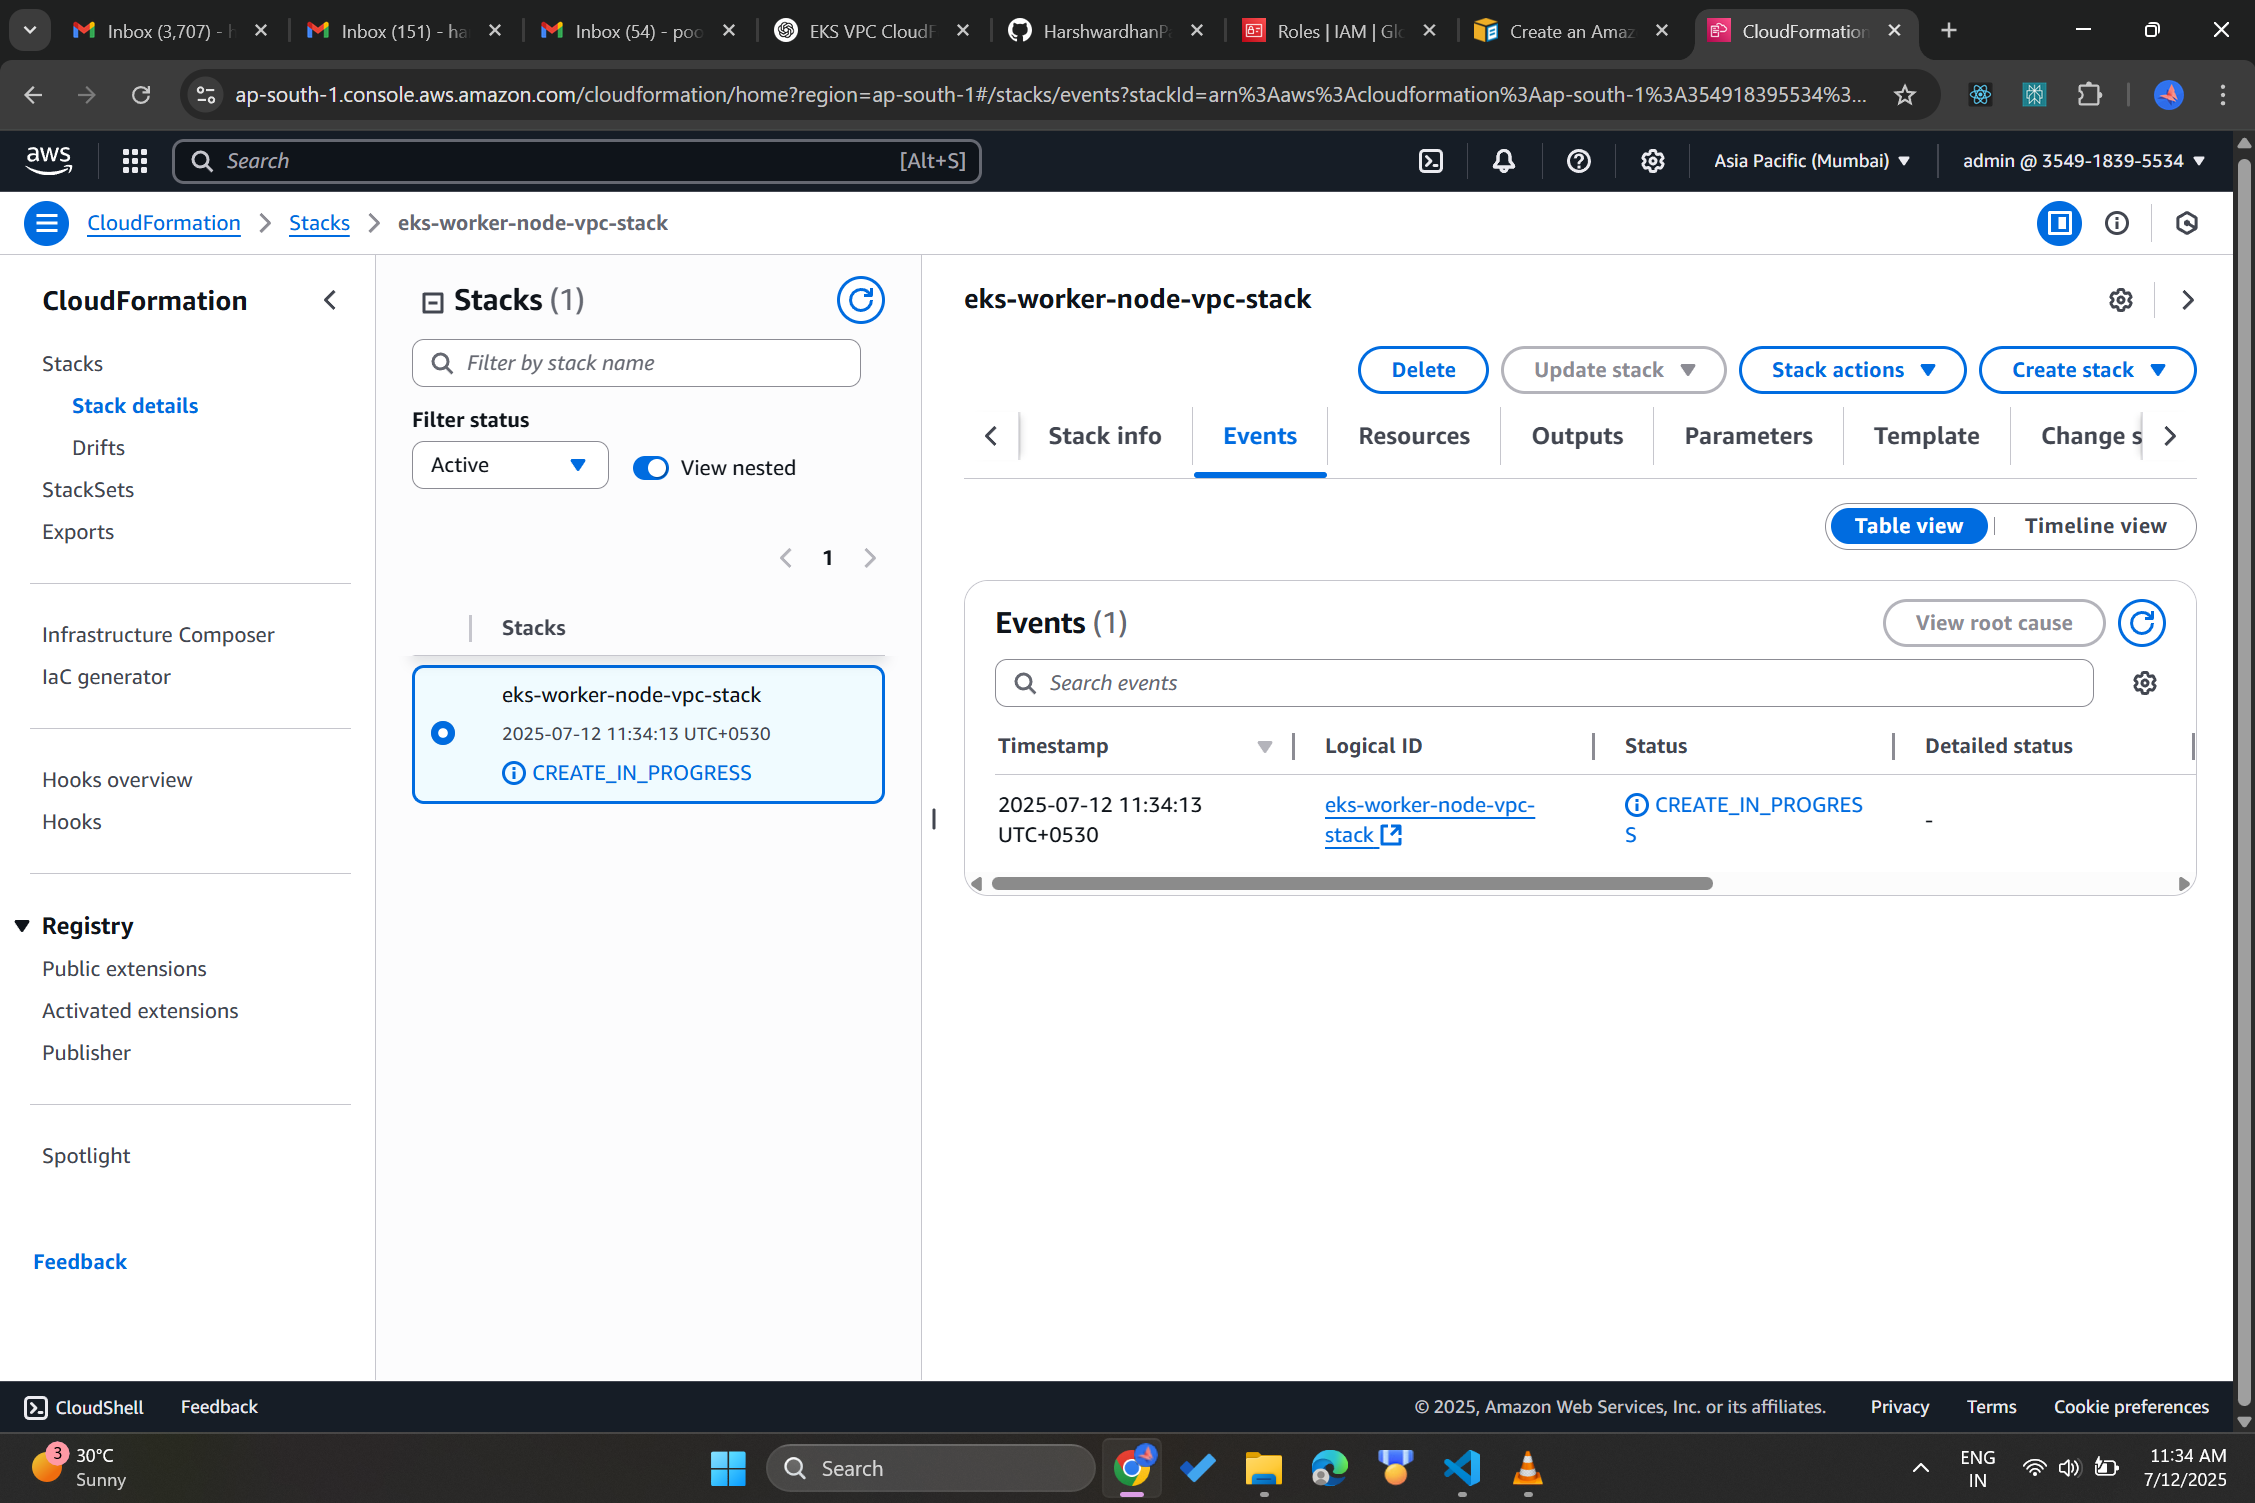 Inbox (3,707) - h
Inbox (151) - ha
Inbox (54) - poo
EKS VPC CloudF
HarshwardhanPa
Roles | IAM | Glo
Create an Amaz
CloudFormation
ap-south-1.console.aws.amazon.com/cloudformation/home?region=ap-south-1#/stacks/events?stackId=arn%3Aaws%3Acloudformation%3Aap-south-1%3A354918395534%3...
aws
Search
[Alt+S]
Asia Pacific (Mumbai)
admin @ 3549-1839-5534
CloudFormation
Stacks
eks-worker-node-vpc-stack
CloudFormation
Stacks
Stack details
Drifts
StackSets
Exports
Infrastructure Composer
IaC generator
Hooks overview
Hooks
Registry
Public extensions
Activated extensions
Publisher
Spotlight
Feedback
Stacks (1)
Filter by stack name
Filter status
Active
View nested
1
Stacks
eks-worker-node-vpc-stack
2025-07-12 11:34:13 UTC+0530
CREATE_IN_PROGRESS
eks-worker-node-vpc-stack
Delete
Update stack
Stack actions
Create stack
Stack info
Events
Resources
Outputs
Parameters
Template
Change s
Table view
Timeline view
Events (1)
View root cause
Search events
Timestamp
Logical ID
Status
Detailed status
2025-07-12 11:34:13
UTC+0530
eks-worker-node-vpc-
stack
CREATE_IN_PROGRES
S
-
CloudShell
Feedback
© 2025, Amazon Web Services, Inc. or its affiliates.
Privacy
Terms
Cookie preferences
3
30°C
Sunny
Search
ENG
IN
11:34 AM
7/12/2025